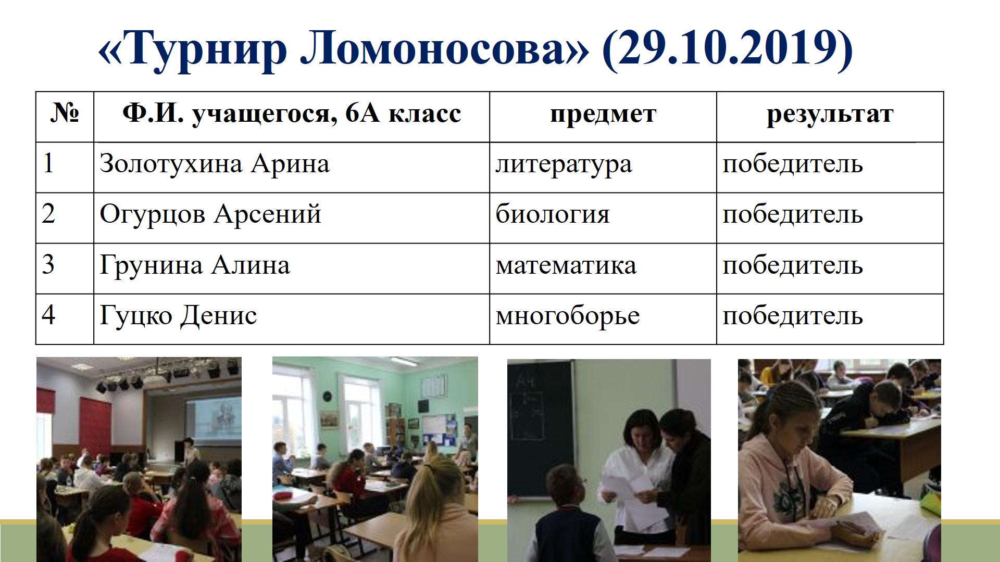 «Турнир Ломоносова» (29.10.2019)
№ Ф.И. учащегося, 6А класс предмет результат
1 Золотухина Арина литература победитель
2 Огурцов Арсений биология победитель
3 Грунина Алина математика победитель
4 Гуцко Денис многоборье победитель
А4